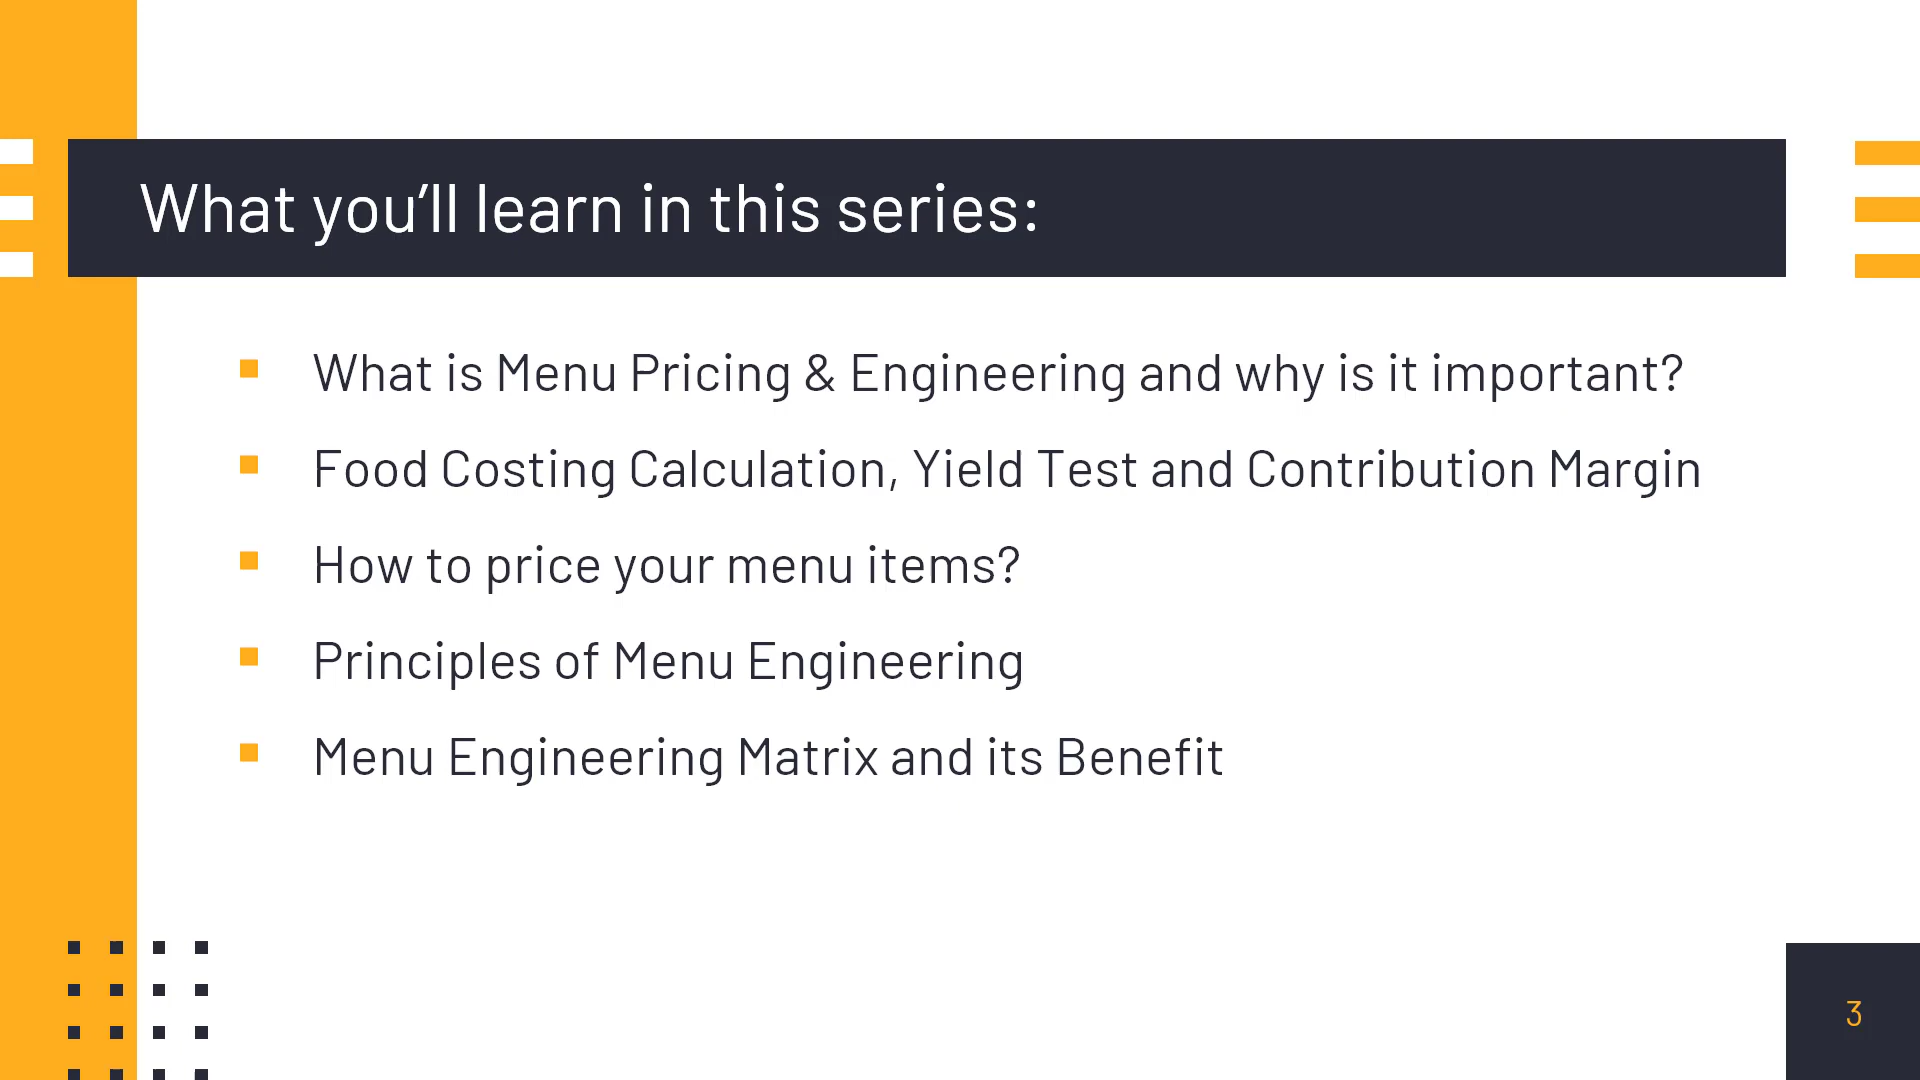 What you’ll learn in this series:
What is Menu Pricing & Engineering and why is it important?
Food Costing Calculation, Yield Test and Contribution Margin
How to price your menu items?
Principles of Menu Engineering
Menu Engineering Matrix and its Benefit
3